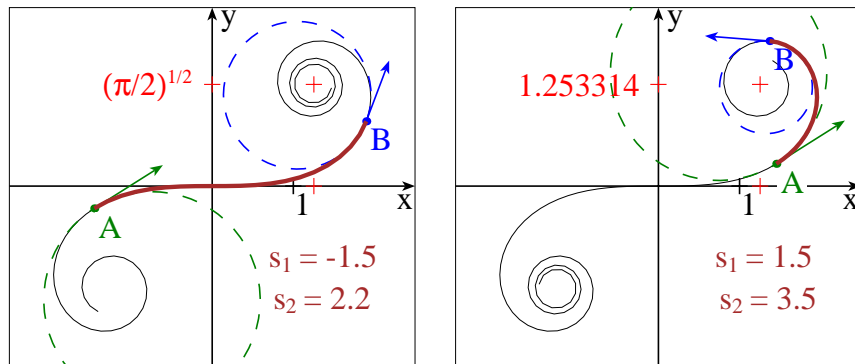 y
(π/2)^{1/2}
B
1
x
A
s₁ = -1.5
s₂ = 2.2
y
B
1.253314
A
1
x
s₁ = 1.5
s₂ = 3.5